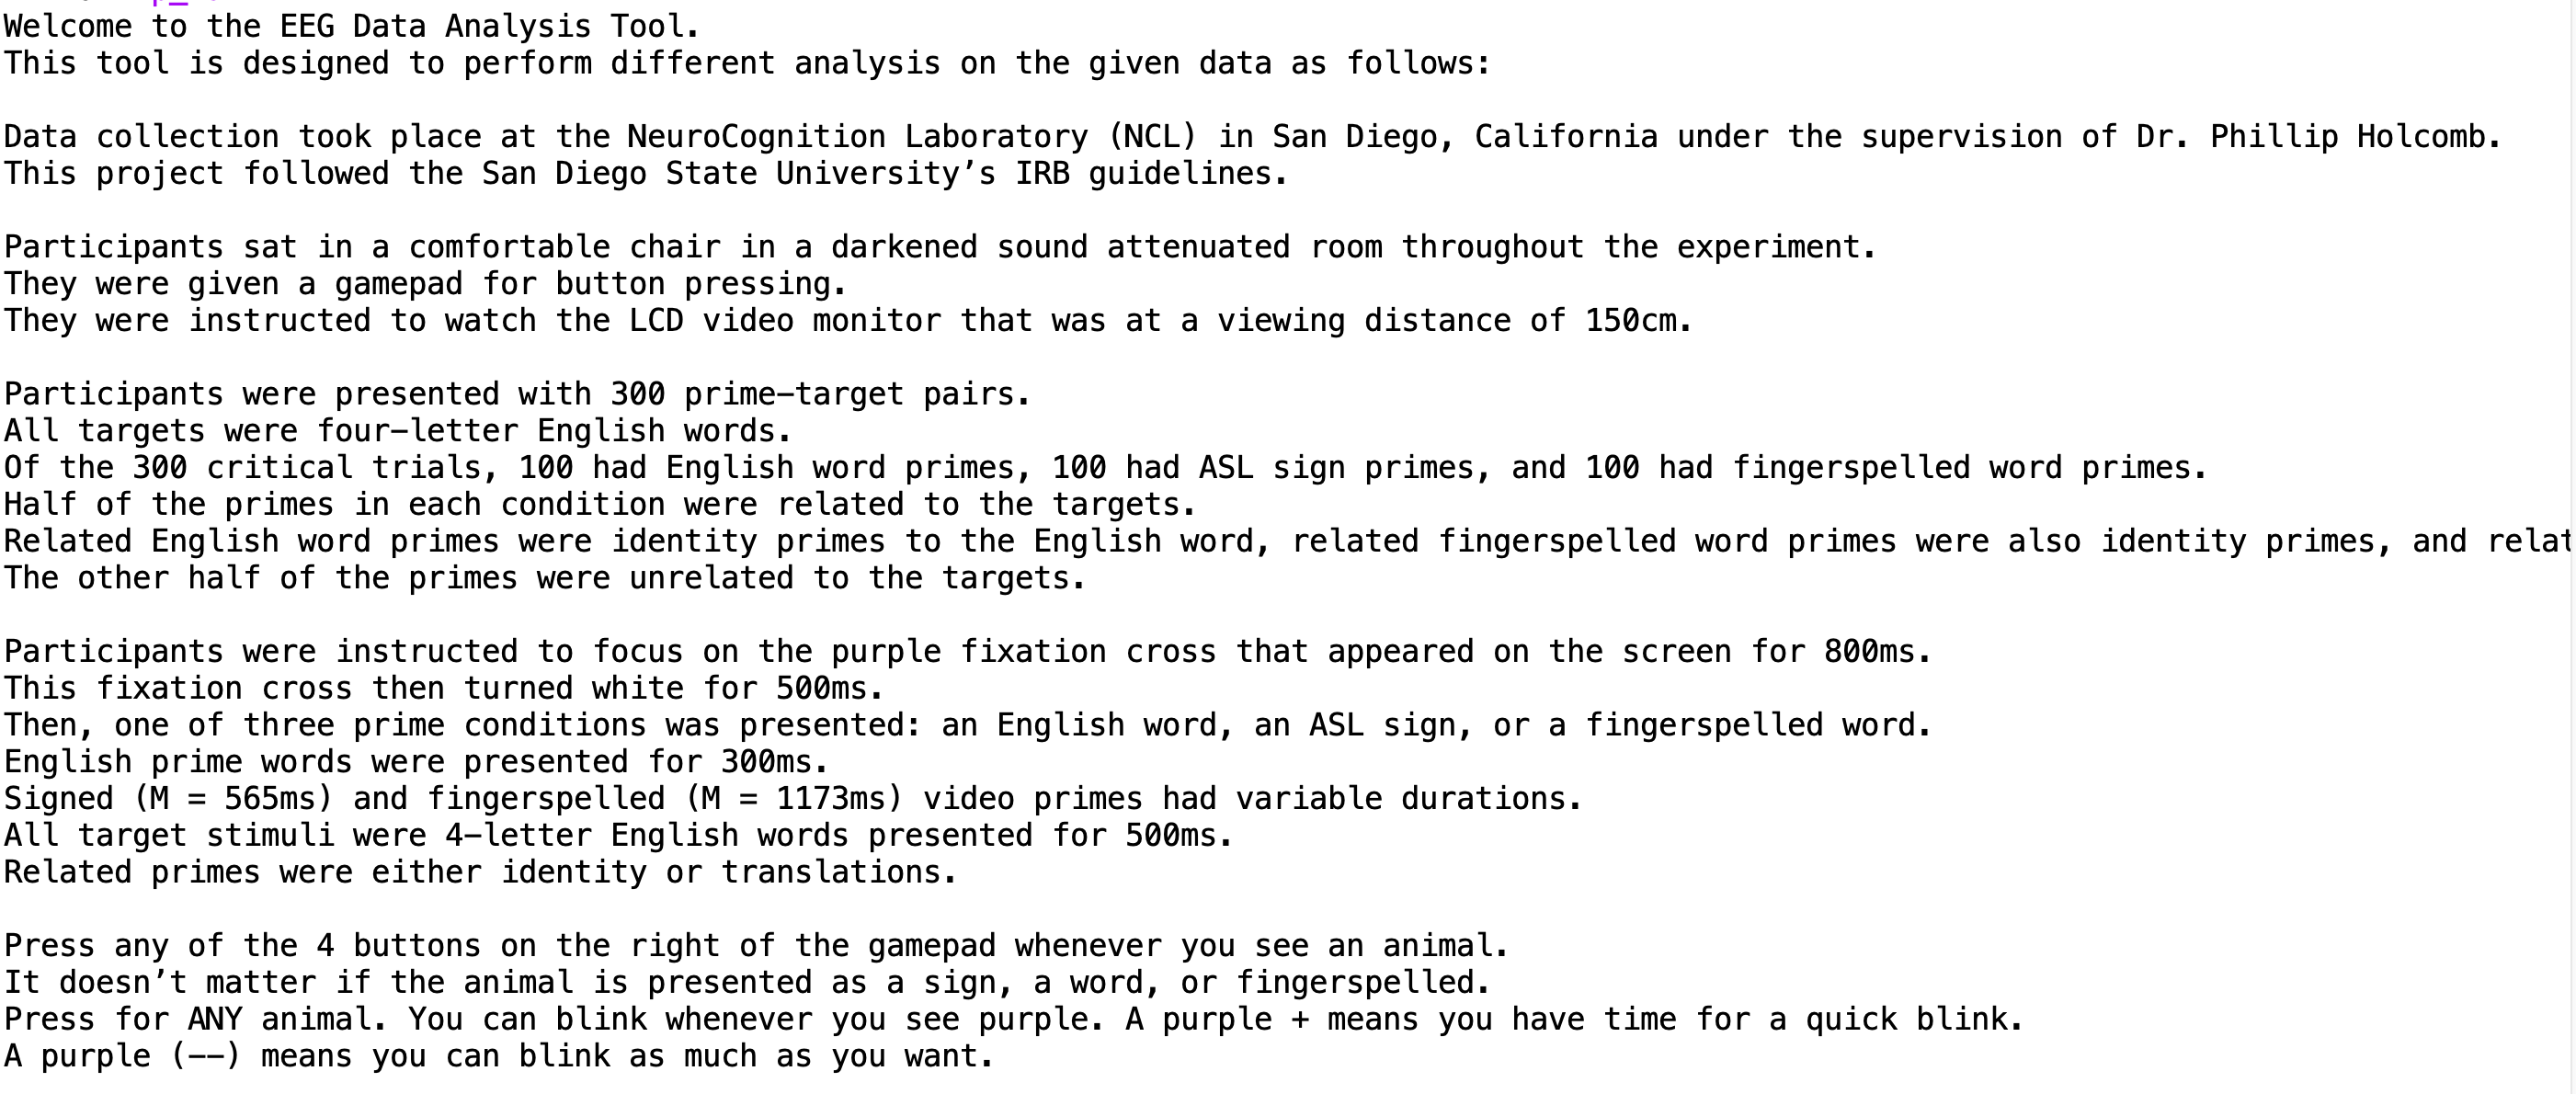 Welcome to the EEG Data Analysis Tool.
This tool is designed to perform different analysis on the given data as follows:
Data collection took place at the NeuroCognition Laboratory (NCL) in San Diego, California under the supervision of Dr. Phillip Holcomb.
This project followed the San Diego State University’s IRB guidelines.
Participants sat in a comfortable chair in a darkened sound attenuated room throughout the experiment.
They were given a gamepad for button pressing.
They were instructed to watch the LCD video monitor that was at a viewing distance of 150cm.
Participants were presented with 300 prime-target pairs.
All targets were four-letter English words.
Of the 300 critical trials, 100 had English word primes, 100 had ASL sign primes, and 100 had fingerspelled word primes.
Half of the primes in each condition were related to the targets.
Related English word primes were identity primes to the English word, related fingerspelled word primes were also identity primes, and relat
The other half of the primes were unrelated to the targets.
Participants were instructed to focus on the purple fixation cross that appeared on the screen for 800ms.
This fixation cross then turned white for 500ms.
Then, one of three prime conditions was presented: an English word, an ASL sign, or a fingerspelled word.
English prime words were presented for 300ms.
Signed (M = 565ms) and fingerspelled (M = 1173ms) video primes had variable durations.
All target stimuli were 4-letter English words presented for 500ms.
Related primes were either identity or translations.
Press any of the 4 buttons on the right of the gamepad whenever you see an animal.
It doesn’t matter if the animal is presented as a sign, a word, or fingerspelled.
Press for ANY animal. You can blink whenever you see purple. A purple + means you have time for a quick blink.
A purple (--) means you can blink as much as you want.